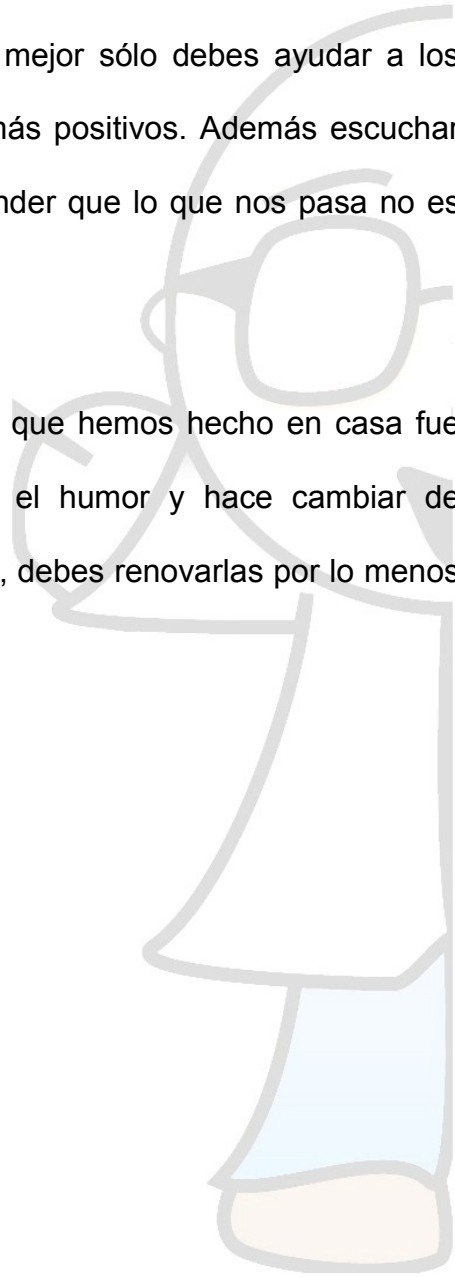 mejor sólo debes ayudar a los
más positivos. Además escuchar
nder que lo que nos pasa no es
que hemos hecho en casa fue
el humor y hace cambiar de
, debes renovarlas por lo menos